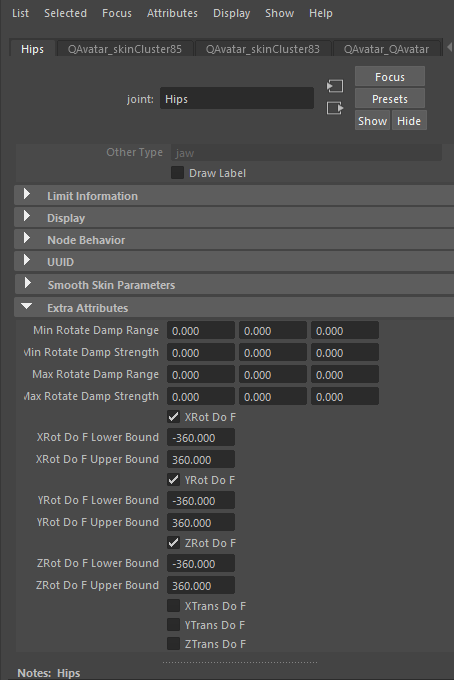 List Selected Focus Attributes Display Show Help
Hips QAvatar_skinCluster85 QAvatar_skinCluster83 QAvatar_QAvatar
Focus
joint: Hips Presets
Show Hide
Other Type jaw
Draw Label
Limit Information
Display
Node Behavior
UUID
Smooth Skin Parameters
Extra Attributes
Min Rotate Damp Range 0.000 0.000 0.000
Min Rotate Damp Strength 0.000 0.000 0.000
Max Rotate Damp Range 0.000 0.000 0.000
Max Rotate Damp Strength 0.000 0.000 0.000
XRot Do F
XRot Do F Lower Bound -360.000
XRot Do F Upper Bound 360.000
YRot Do F
YRot Do F Lower Bound -360.000
YRot Do F Upper Bound 360.000
ZRot Do F
ZRot Do F Lower Bound -360.000
ZRot Do F Upper Bound 360.000
XTrans Do F
YTrans Do F
ZTrans Do F
Notes: Hips